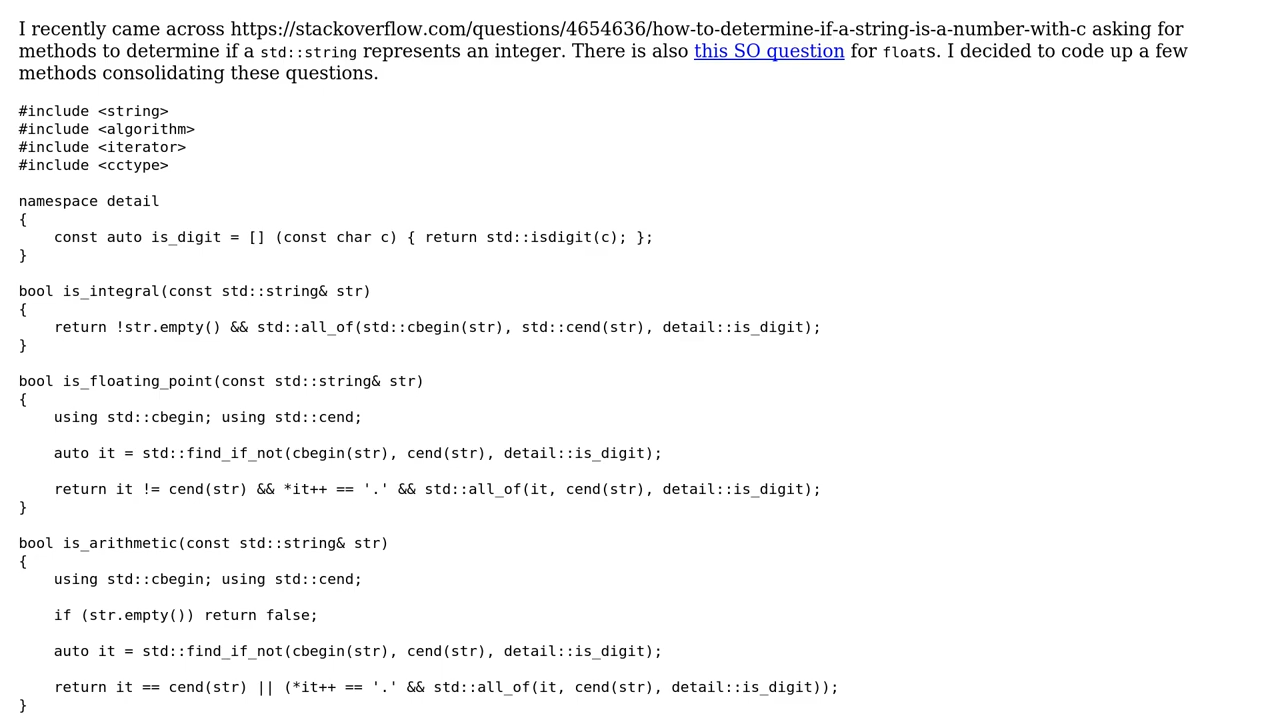 I recently came across https://stackoverflow.com/questions/4654636/how-to-determine-if-a-string-is-a-number-with-c asking for
methods to determine if a std::string represents an integer. There is also this SO question for floats. I decided to code up a few
methods consolidating these questions.
#include <string>
#include <algorithm>
#include <iterator>
#include <cctype>
namespace detail
{
    const auto is_digit = [] (const char c) { return std::isdigit(c); };
}
bool is_integral(const std::string& str)
{
    return !str.empty() && std::all_of(std::cbegin(str), std::cend(str), detail::is_digit);
}
bool is_floating_point(const std::string& str)
{
    using std::cbegin; using std::cend;
    auto it = std::find_if_not(cbegin(str), cend(str), detail::is_digit);
    return it != cend(str) && *it++ == '.' && std::all_of(it, cend(str), detail::is_digit);
}
bool is_arithmetic(const std::string& str)
{
    using std::cbegin; using std::cend;
    if (str.empty()) return false;
    auto it = std::find_if_not(cbegin(str), cend(str), detail::is_digit);
    return it == cend(str) || (*it++ == '.' && std::all_of(it, cend(str), detail::is_digit));
}